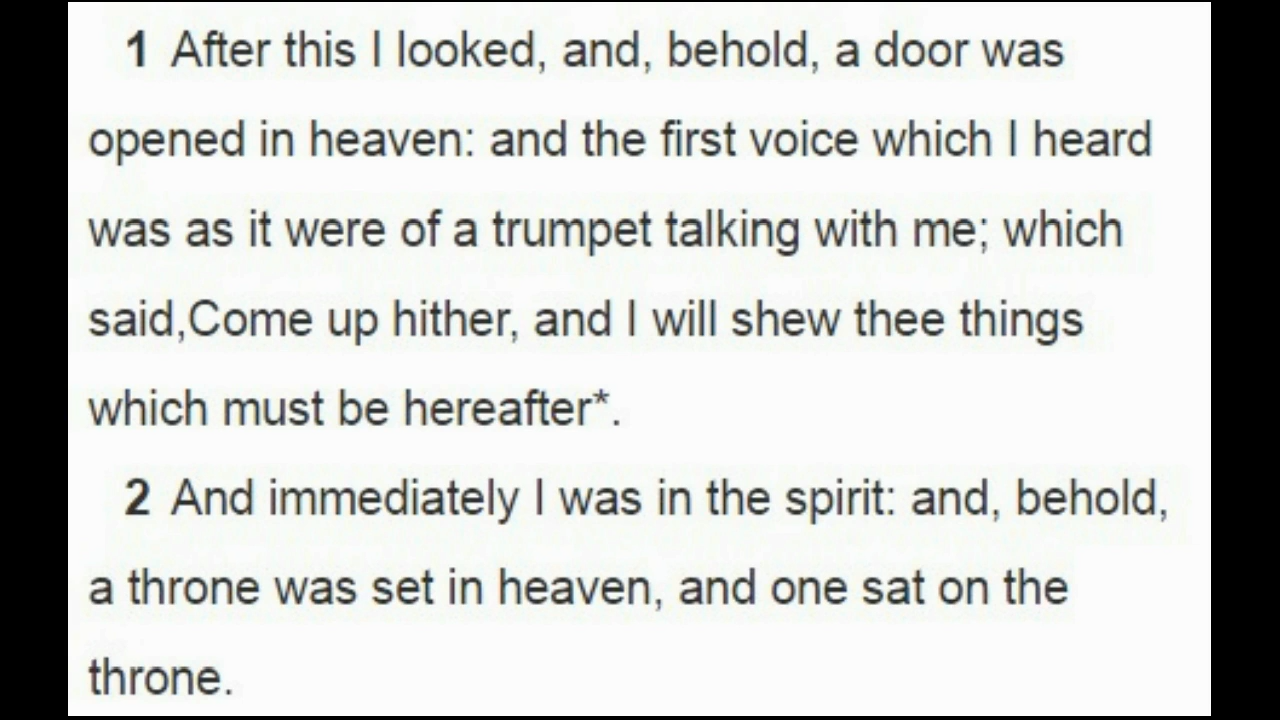 1 After this I looked, and, behold, a door was
opened in heaven: and the first voice which I heard
was as it were of a trumpet talking with me; which
said,Come up hither, and I will shew thee things
which must be hereafter*.
2 And immediately I was in the spirit: and, behold,
a throne was set in heaven, and one sat on the
throne.